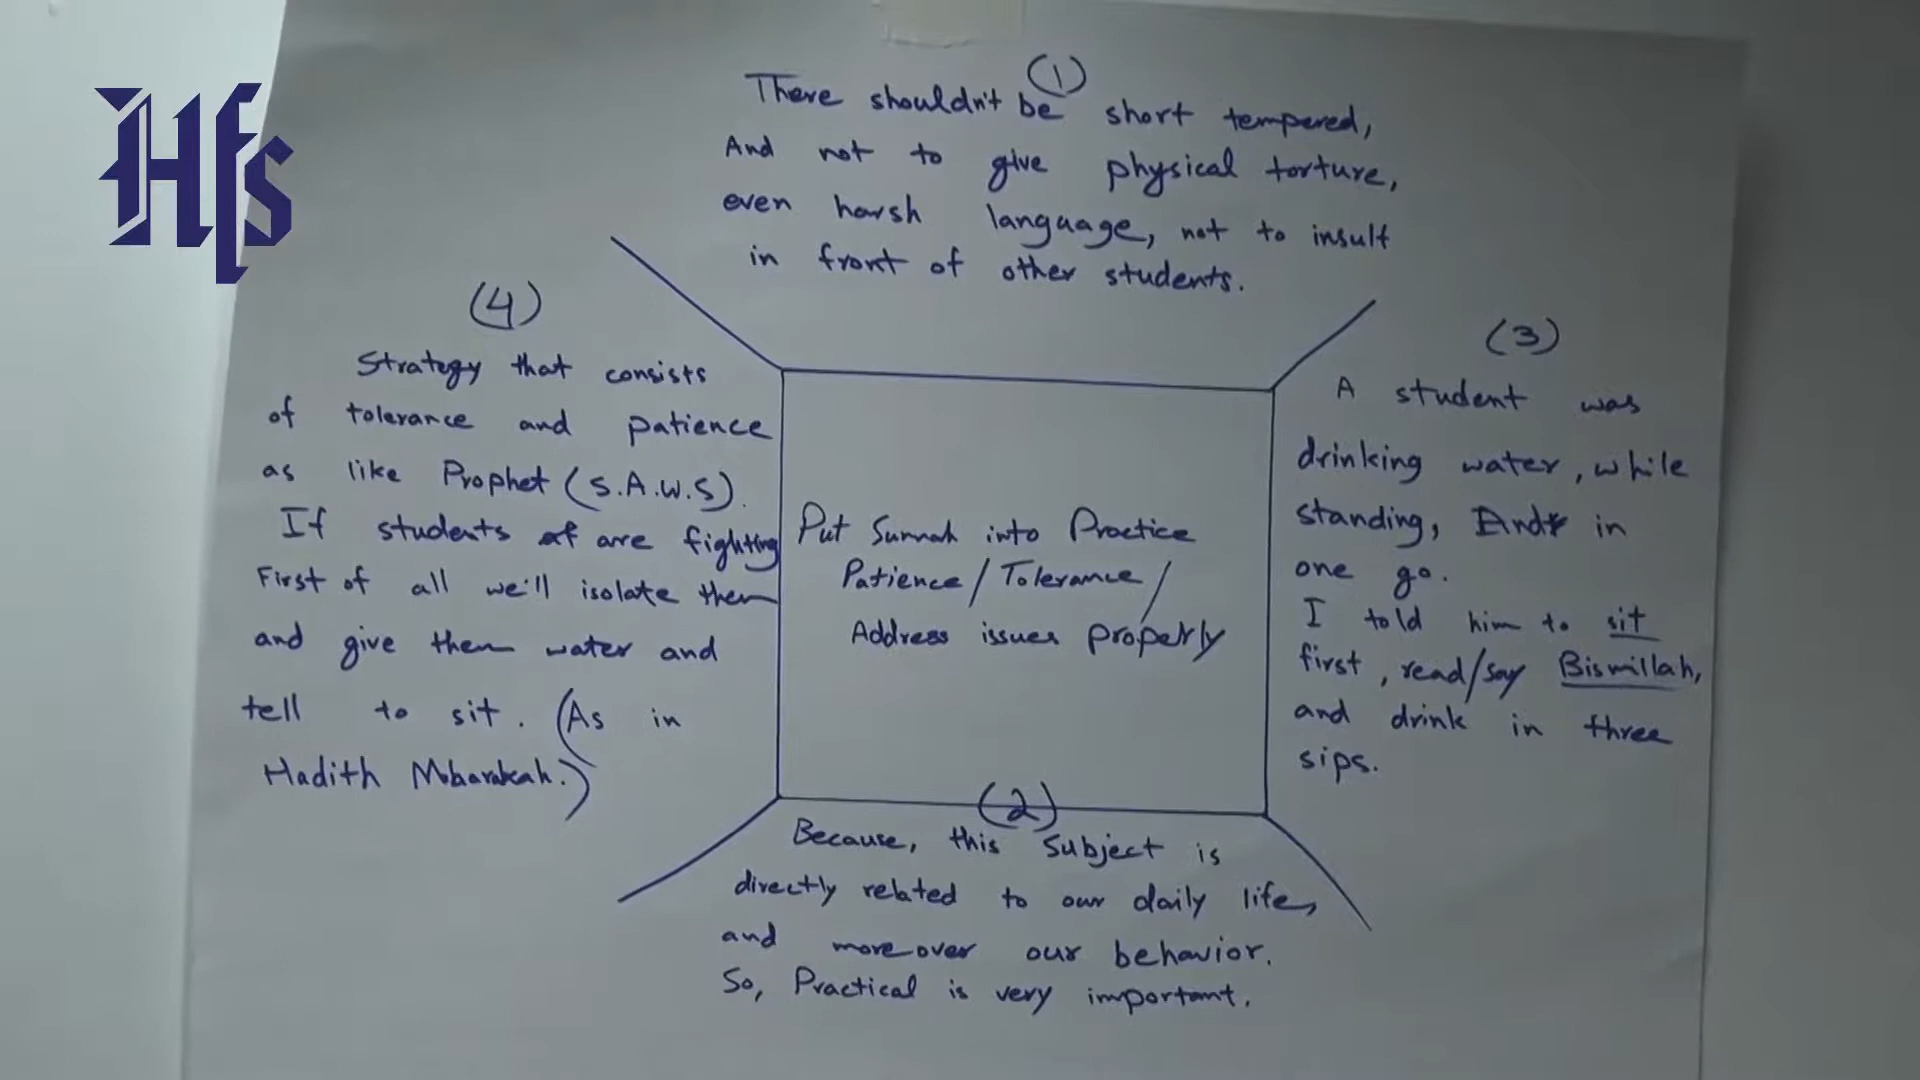 Hfs
(1)
There shouldn't be short tempered,
And not to give physical torture,
even harsh language, not to insult
in front of other students.
(4)
Strategy that consists
of tolerance and patience
as like Prophet (S.A.W.S).
If students are fighting
First of all we'll isolate them
and give them water and
tell to sit. (As in
Hadith Mobarakah.)
Put Sunnah into Practice
Patience / Tolerance /
Address issues properly
(3)
A student was
drinking water, while
standing, And in
one go.
I told him to sit
first, read/say Bismillah,
and drink in three
sips.
(2)
Because, this Subject is
directly related to our daily life,
and moreover our behavior.
So, Practical is very important.